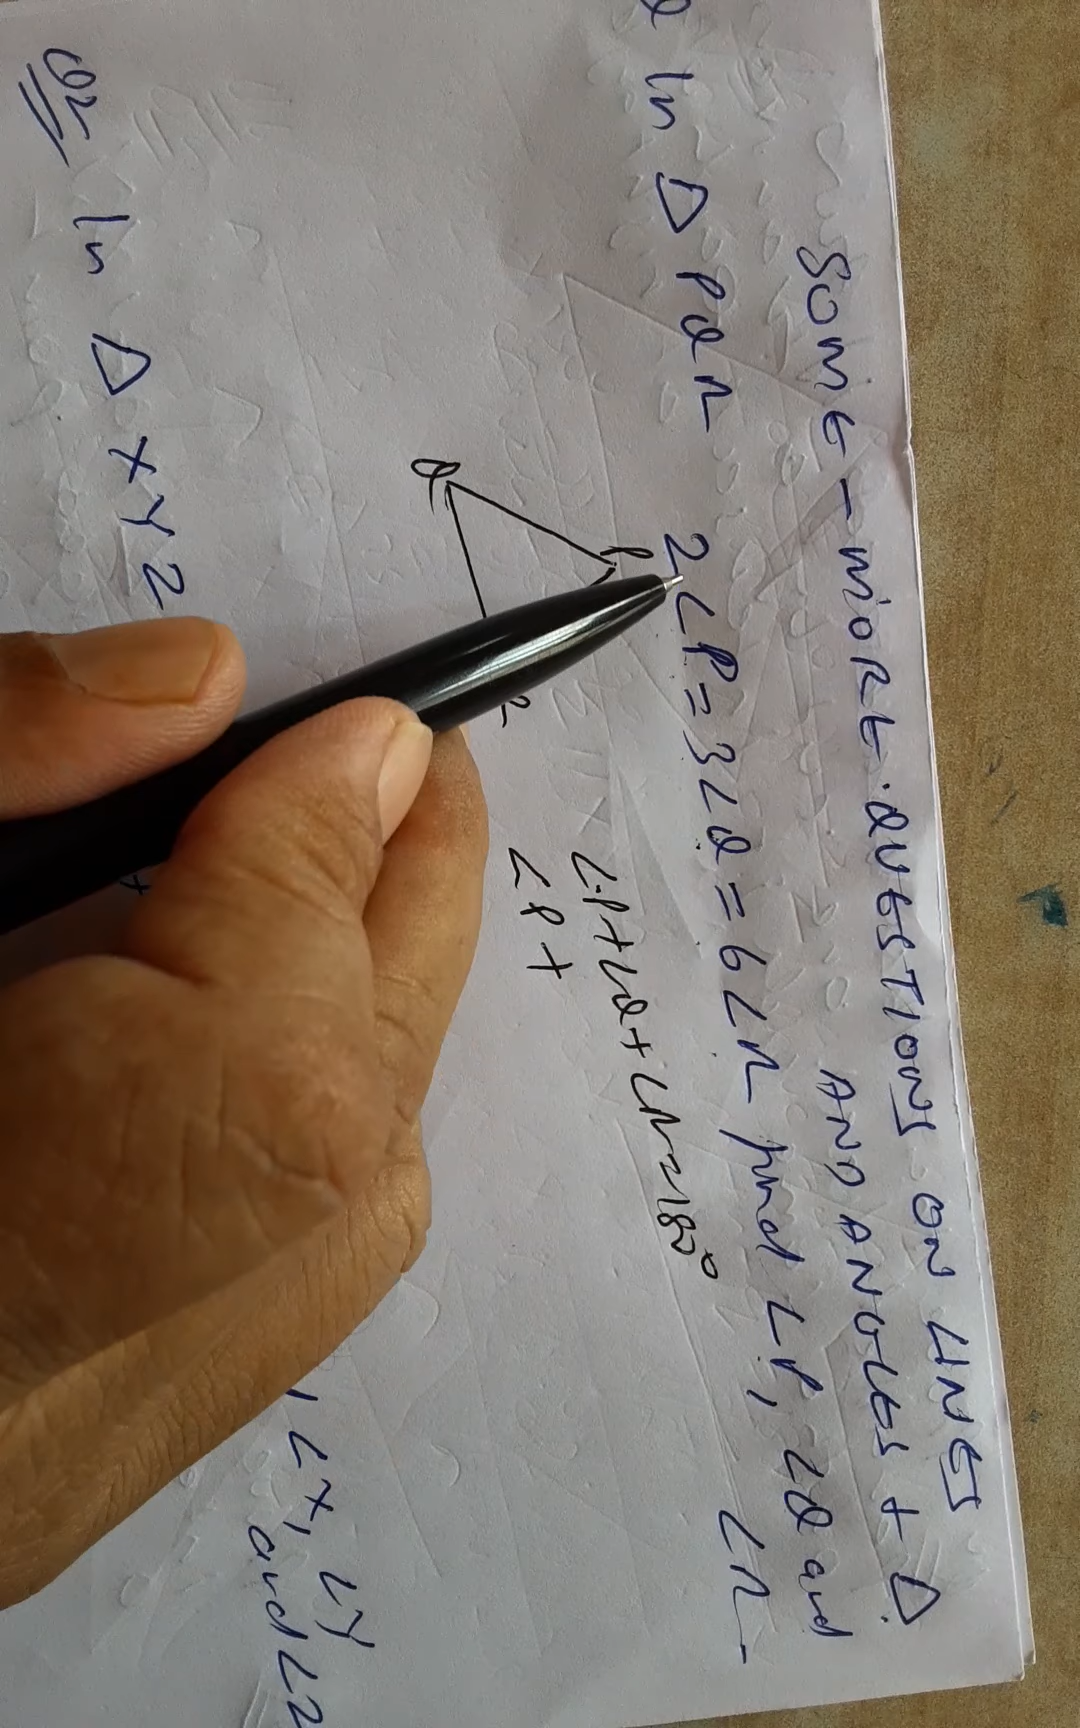 SOME - MORE QUESTIONS ON LINES
AND ANGLES + Δ.
In Δ PQR 2∠P = 3∠Q = 6∠R find ∠P, ∠Q and
∠R.
P
Q
R
∠P + ∠Q + ∠R = 180°
∠P +
Q2 In Δ XYZ
, ∠X, ∠Y
and ∠Z